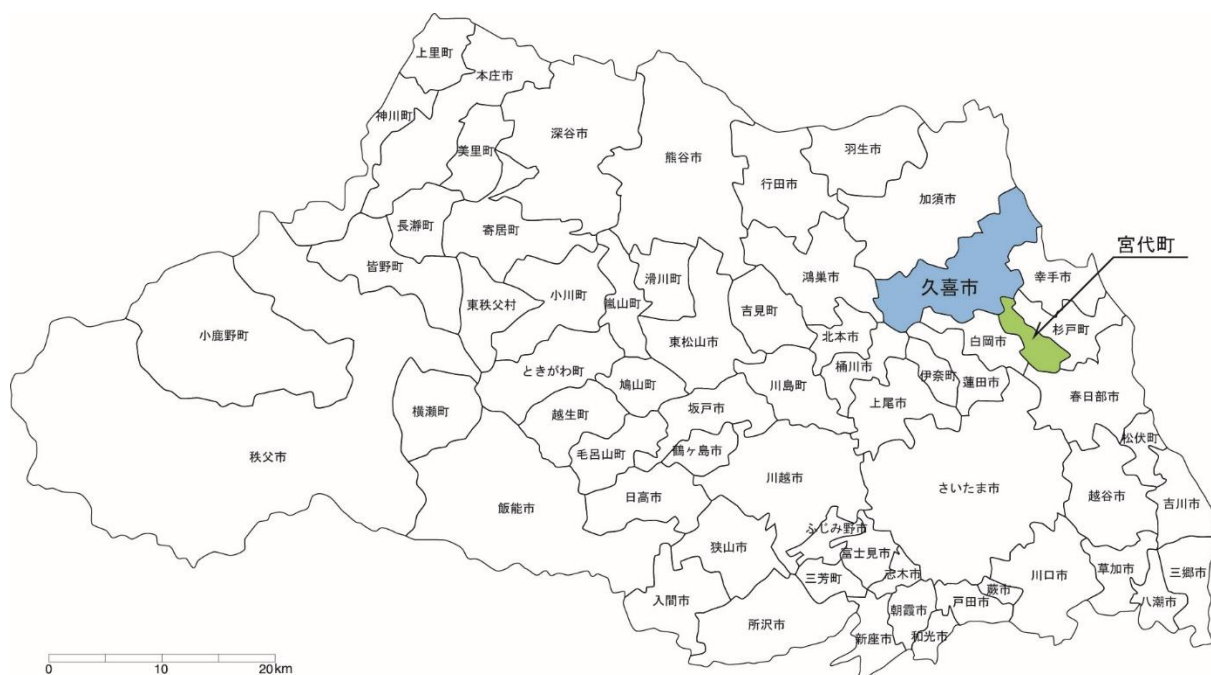 上里町
本庄市
神川町
美里町
深谷市
熊谷市
行田市
羽生市
加須市
長瀞町
寄居町
皆野町
東秩父村
小川町
嵐山町
滑川町
東松山市
吉見町
鴻巣市
久喜市
宮代町
幸手市
杉戸町
白岡市
北本市
桶川市
伊奈町
蓮田市
上尾市
春日部市
小鹿野町
ときがわ町
鳩山町
川島町
横瀬町
越生町
坂戸市
毛呂山町
鶴ヶ島市
秩父市
飯能市
日高市
川越市
さいたま市
松伏町
越谷市
吉川市
狭山市
ふじみ野市
富士見市
三芳町
志木市
入間市
所沢市
新座市
朝霞市
和光市
戸田市
蕨市
川口市
草加市
八潮市
三郷市
0 10 20km